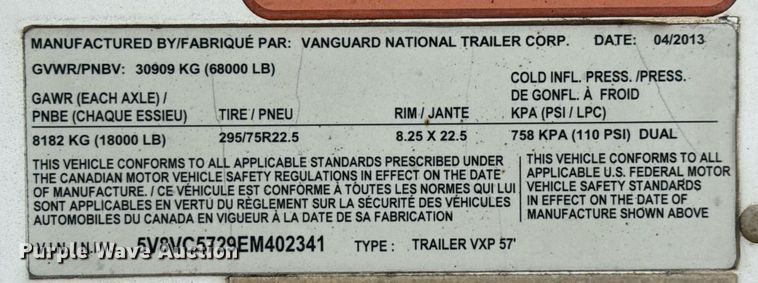 MANUFACTURED BY/FABRIQUÉ PAR: VANGUARD NATIONAL TRAILER CORP. DATE: 04/2013
GVWR/PNBV: 30909 KG (68000 LB)
COLD INFL. PRESS./PRESS.
GAWR (EACH AXLE) / DE GONFL. À FROID
PNBE (CHAQUE ESSIEU) TIRE / PNEU RIM / JANTE KPA (PSI / LPC)
8182 KG (18000 LB) 295/75R22.5 8.25 X 22.5 758 KPA (110 PSI) DUAL
THIS VEHICLE CONFORMS TO ALL APPLICABLE STANDARDS PRESCRIBED UNDER
THE CANADIAN MOTOR VEHICLE SAFETY REGULATIONS IN EFFECT ON THE DATE
OF MANUFACTURE. / CE VÉHICULE EST CONFORME À TOUTES LES NORMES QUI LUI
SONT APPLICABLES EN VERTU DU RÈGLEMENT SUR LA SÉCURITÉ DES VÉHICULES
AUTOMOBILES DU CANADA EN VIGUEUR À LA DATE DE SA FABRICATION
THIS VEHICLE CONFORMS TO ALL
APPLICABLE U.S. FEDERAL MOTOR
VEHICLE SAFETY STANDARDS
IN EFFECT ON THE DATE OF
MANUFACTURE SHOWN ABOVE
5V8VC5729EM402341 TYPE: TRAILER VXP 57'
Purple Wave Auction